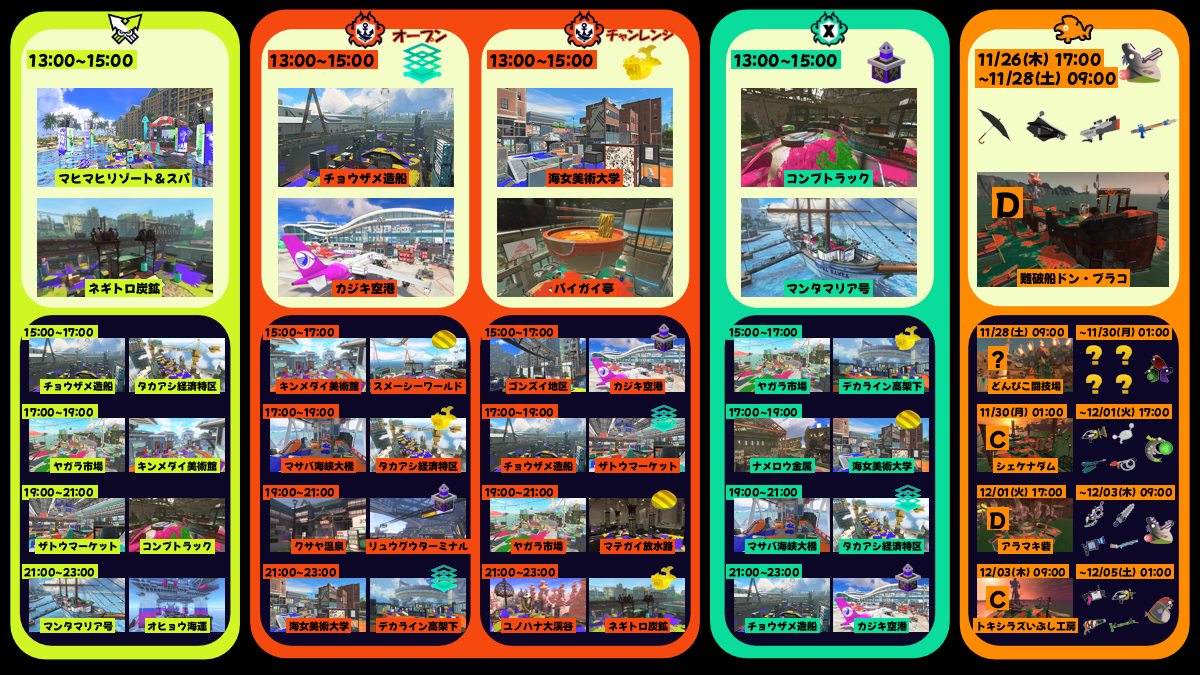 13:00~15:00
マヒマヒリゾート&スパ
ネギトロ炭鉱
15:00~17:00
チョウザメ造船
タカアシ経済特区
17:00~19:00
ヤガラ市場
キンメダイ美術館
19:00~21:00
ザトウマーケット
コンブトラック
21:00~23:00
マンタマリア号
オヒョウ海運
オープン
13:00~15:00
チョウザメ造船
カジキ空港
チャンレンジ
13:00~15:00
海女美術大学
バイガイ亭
15:00~17:00
キンメダイ美術館
スメーシーワールド
17:00~19:00
マサバ海峡大橋
タカアシ経済特区
19:00~21:00
クサヤ温泉
リュウグウターミナル
21:00~23:00
海女美術大学
デカライン高架下
15:00~17:00
ゴンズイ地区
カジキ空港
17:00~19:00
チョウザメ造船
ザトウマーケット
19:00~21:00
ヤガラ市場
マテガイ放水路
21:00~23:00
ユノハナ大渓谷
ネギトロ炭鉱
X
13:00~15:00
コンブトラック
マンタマリア号
15:00~17:00
ヤガラ市場
デカライン高架下
17:00~19:00
ナメロウ金属
海女美術大学
19:00~21:00
マサバ海峡大橋
タカアシ経済特区
21:00~23:00
チョウザメ造船
カジキ空港
11/26(木) 17:00
~11/28(土) 09:00
D
難破船ドン・ブラコ
11/28(土) 09:00
~11/30(月) 01:00
?
どんぴこ闘技場
? ?
? ?
11/30(月) 01:00
~12/01(火) 17:00
C
シェケナダム
12/01(火) 17:00
~12/03(木) 09:00
D
アラマキ砦
12/03(木) 09:00
~12/05(土) 01:00
C
トキシラズいぶし工房